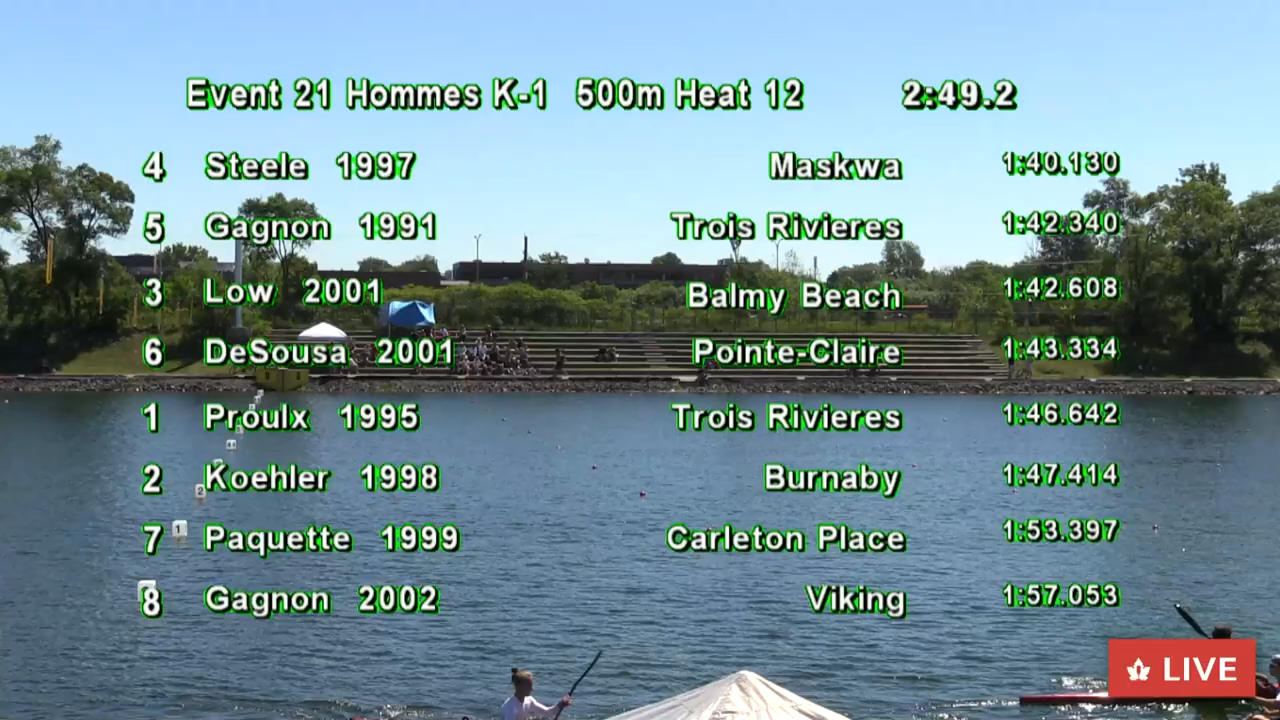 Event 21 Hommes K-1 500m Heat 12 2:49.2
4 Steele 1997 Maskwa 1:40.130
5 Gagnon 1991 Trois Rivieres 1:42.340
3 Low 2001 Balmy Beach 1:42.608
6 DeSousa 2001 Pointe-Claire 1:43.334
1 Proulx 1995 Trois Rivieres 1:46.642
2 Koehler 1998 Burnaby 1:47.414
2
1
7 Paquette 1999 Carleton Place 1:53.397
8 Gagnon 2002 Viking 1:57.053
LIVE